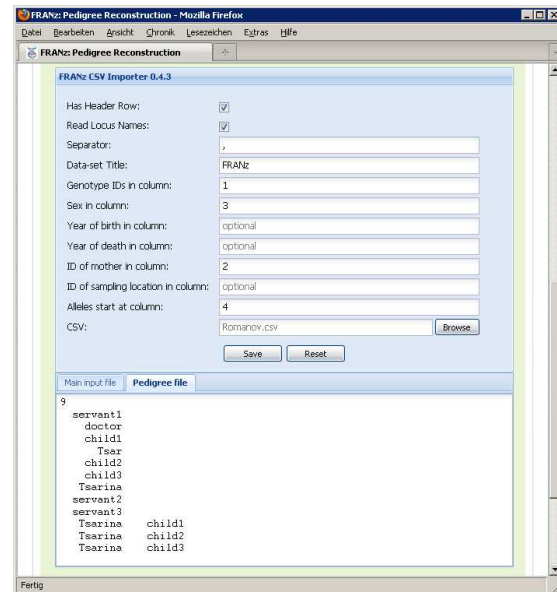 FRANz: Pedigree Reconstruction - Mozilla Firefox
Datei Bearbeiten Ansicht Chronik Lesezeichen Extras Hilfe
FRANz: Pedigree Reconstruction
FRANz CSV Importer 0.4.3
Has Header Row:
Read Locus Names:
Separator: ,
Data-set Title: FRANz
Genotype IDs in column: 1
Sex in column: 3
Year of birth in column: optional
Year of death in column: optional
ID of mother in column: 2
ID of sampling location in column: optional
Alleles start at column: 4
CSV: Romanov.csv Browse
Save Reset
Main input file Pedigree file
9
servant1
doctor
child1
Tsar
child2
child3
Tsarina
servant2
servant3
Tsarina child1
Tsarina child2
Tsarina child3
Fertig